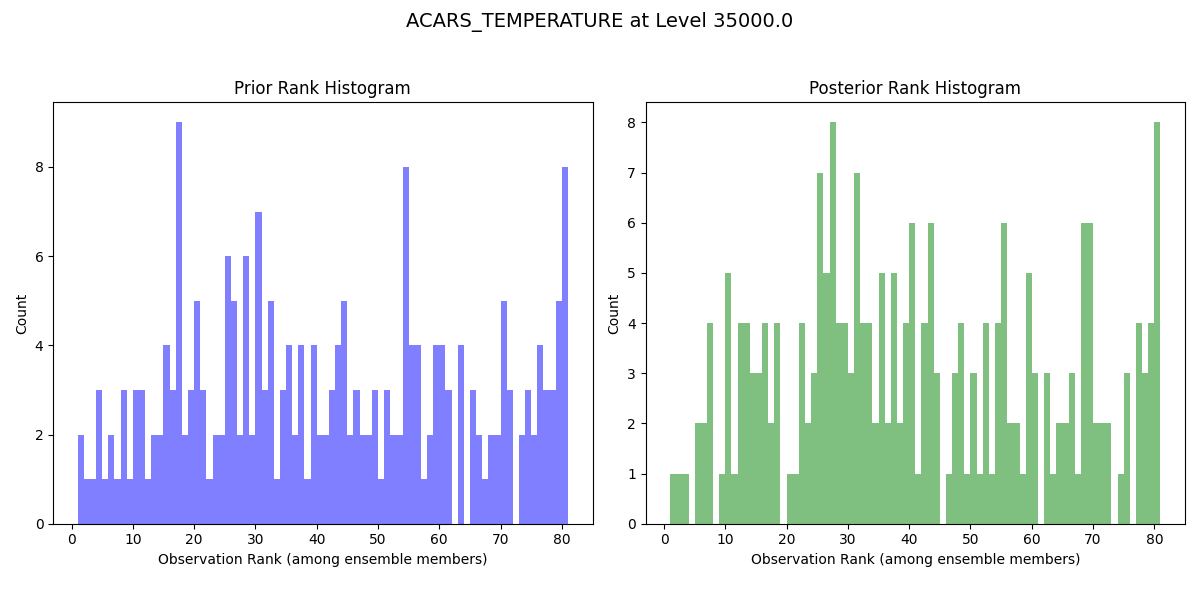 ACARS_TEMPERATURE at Level 35000.0
Prior Rank Histogram
Count
8
6
4
2
0
0 10 20 30 40 50 60 70 80
Observation Rank (among ensemble members)
Posterior Rank Histogram
Count
8
7
6
5
4
3
2
1
0
0 10 20 30 40 50 60 70 80
Observation Rank (among ensemble members)